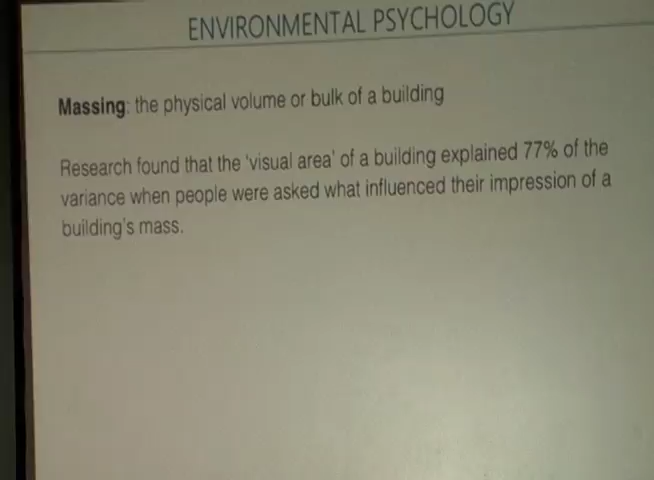 ENVIRONMENTAL PSYCHOLOGY
Massing: the physical volume or bulk of a building
Research found that the 'visual area' of a building explained 77% of the
variance when people were asked what influenced their impression of a
building's mass.